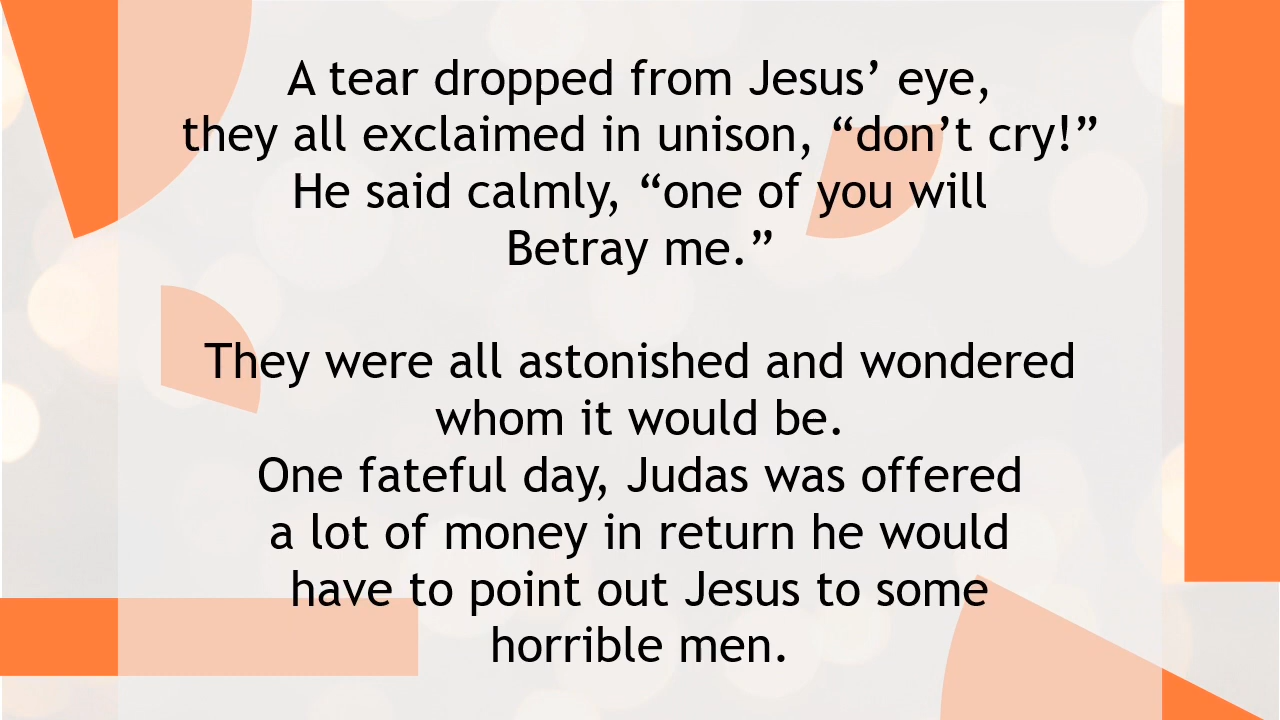 A tear dropped from Jesus’ eye,
they all exclaimed in unison, “don’t cry!”
He said calmly, “one of you will
Betray me.”
They were all astonished and wondered
whom it would be.
One fateful day, Judas was offered
a lot of money in return he would
have to point out Jesus to some
horrible men.